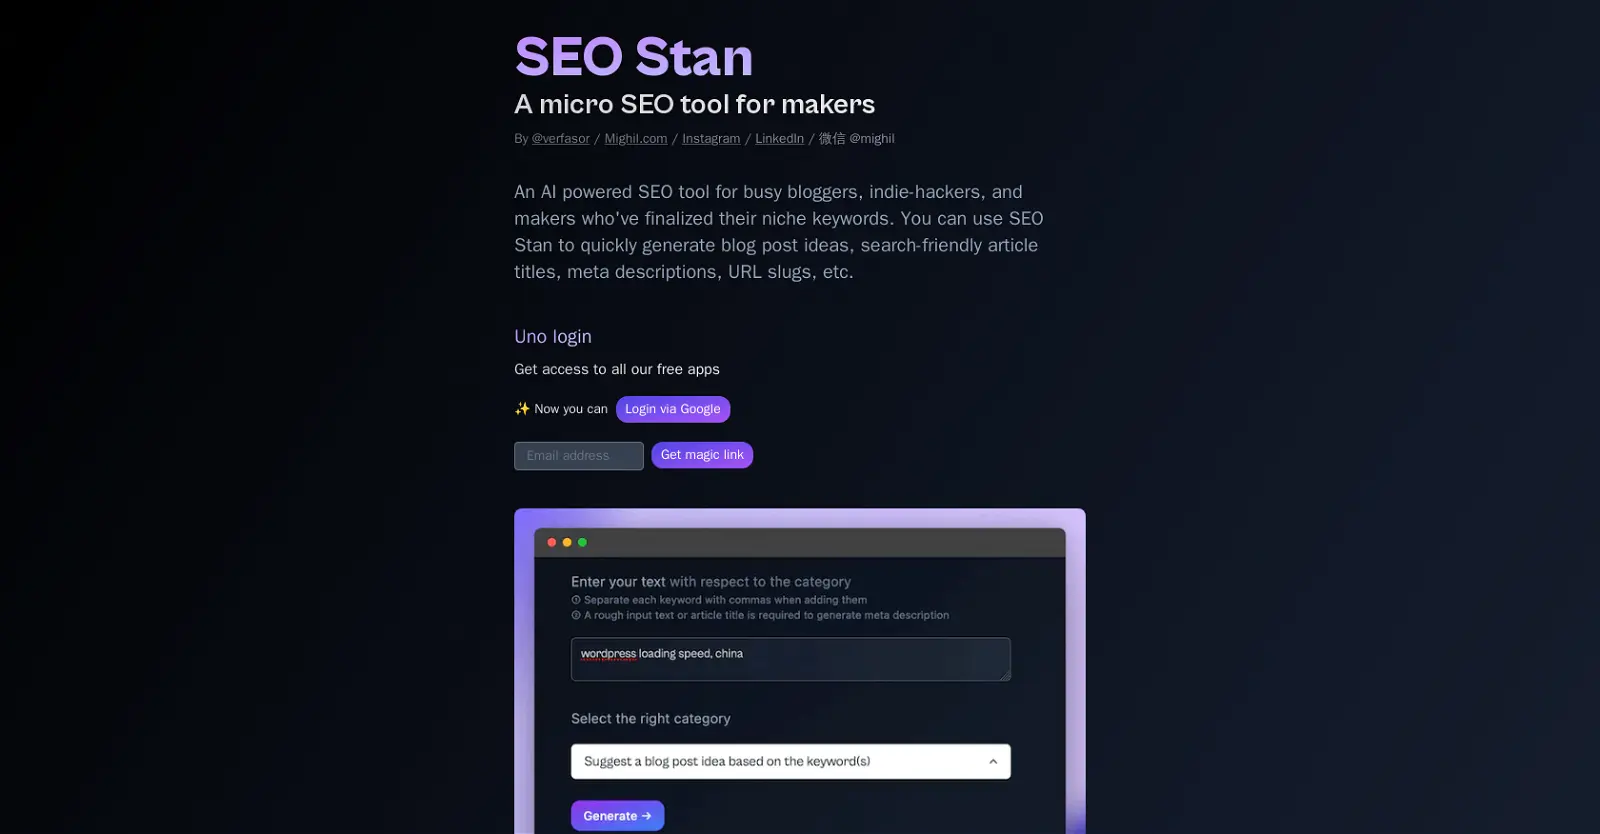 SEO Stan
A micro SEO tool for makers
By @verfasor / Mighil.com / Instagram / LinkedIn / 微信 @mighil
An AI powered SEO tool for busy bloggers, indie-hackers, and
makers who've finalized their niche keywords. You can use SEO
Stan to quickly generate blog post ideas, search-friendly article
titles, meta descriptions, URL slugs, etc.
Uno login
Get access to all our free apps
✨ Now you can Login via Google
Email address Get magic link
Enter your text with respect to the category
① Separate each keyword with commas when adding them
② A rough input text or article title is required to generate meta description
wordpress loading speed, china
Select the right category
Suggest a blog post idea based on the keyword(s)
Generate →